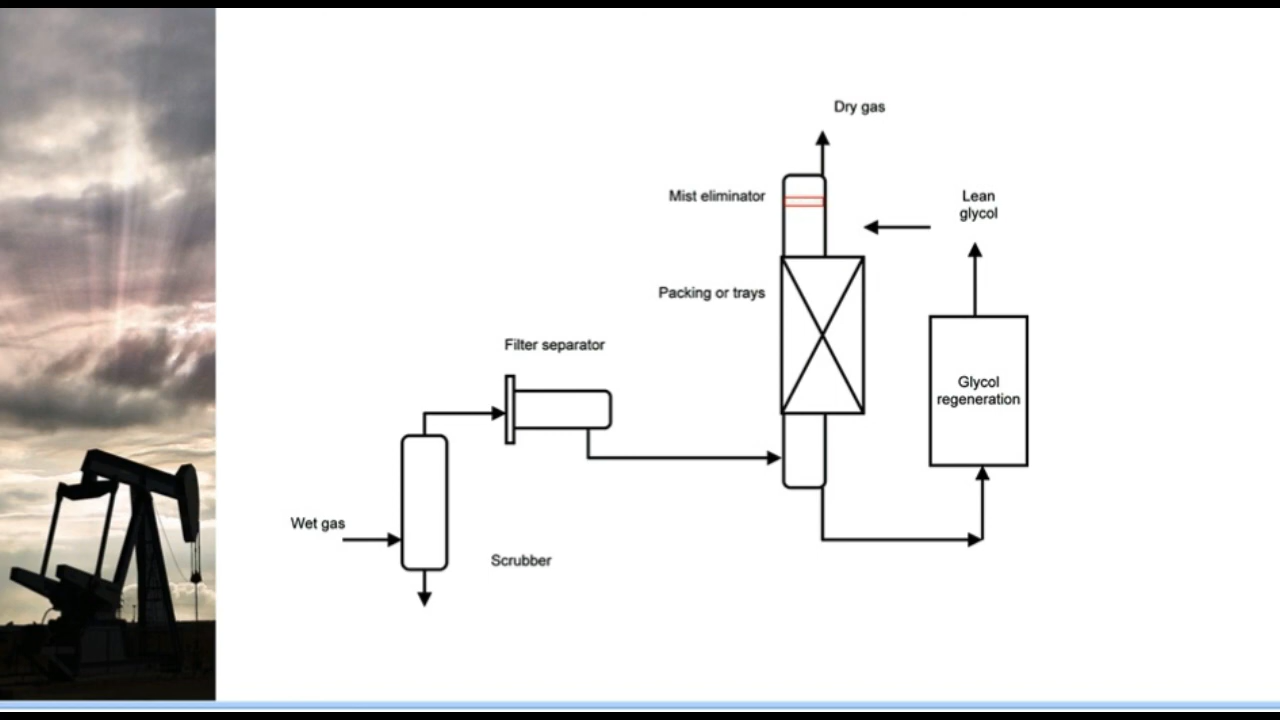 Dry gas
Mist eliminator
Lean
glycol
Packing or trays
Filter separator
Glycol
regeneration
Wet gas
Scrubber